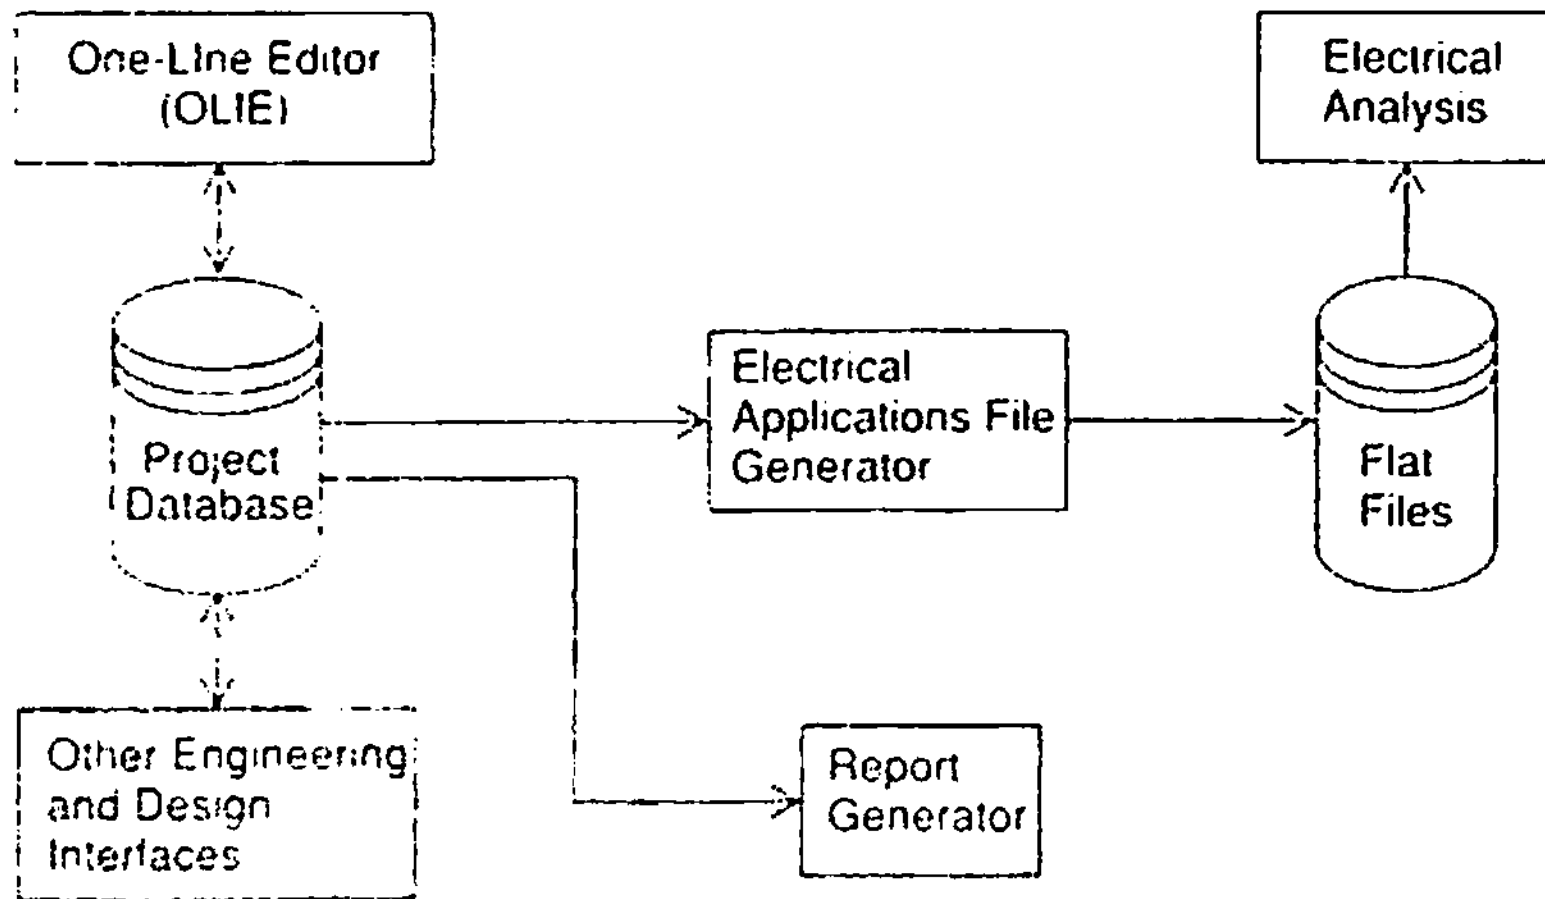 One-Line Editor
(OLIE)
Electrical
Analysis
Electrical
Applications File
Generator
Project
Database
Flat
Files
Other Engineering
and Design
Interfaces
Report
Generator